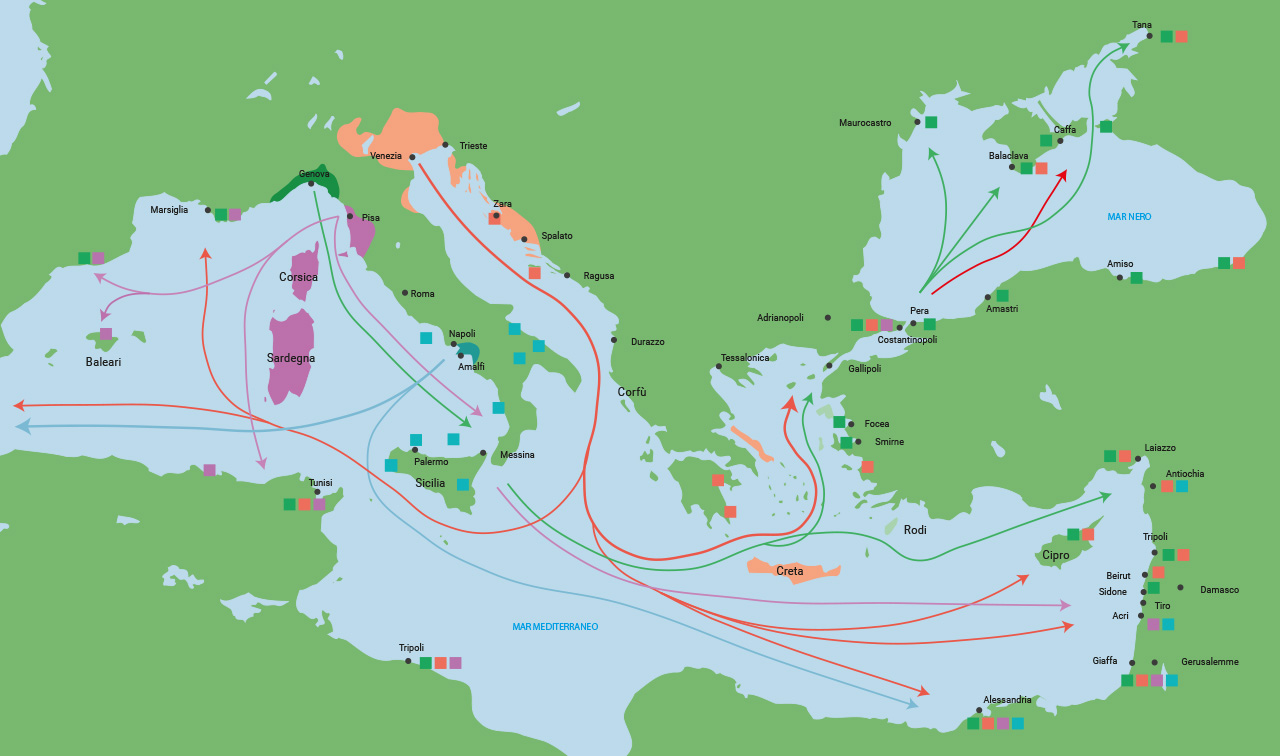 Tana
Maurocastro
Caffa
Balaclava
Venezia
Trieste
Genova
Marsiglia
Pisa
Zara
Spalato
MAR NERO
Ragusa
Corsica
Amiso
Roma
Amastri
Pera
Adrianopoli
Costantinopoli
Napoli
Durazzo
Sardegna
Tessalonica
Baleari
Amalfi
Gallipoli
Corfù
Focea
Smirne
Laiazzo
Messina
Palermo
Antiochia
Tunisi
Sicilia
Rodi
Tripoli
Cipro
Creta
Beirut
Sidone
Damasco
Tiro
Acri
MAR MEDITERRANEO
Tripoli
Giaffa
Gerusalemme
Alessandria